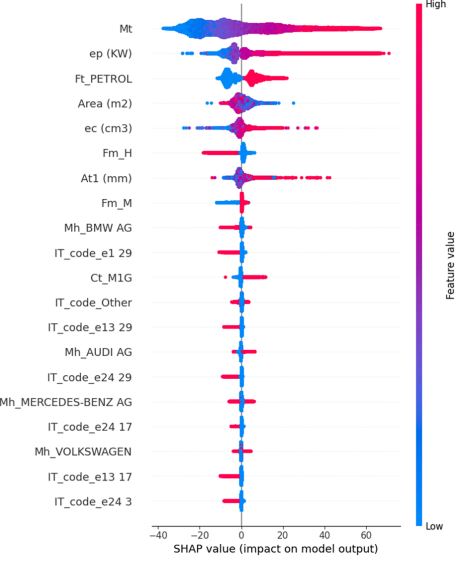 High
Mt
ep (KW)
Ft_PETROL
Area (m2)
ec (cm3)
Fm_H
At1 (mm)
Fm_M
Mh_BMW AG
IT_code_e1 29
Ct_M1G
IT_code_Other
IT_code_e13 29
Mh_AUDI AG
IT_code_e24 29
Mh_MERCEDES-BENZ AG
IT_code_e24 17
Mh_VOLKSWAGEN
IT_code_e13 17
IT_code_e24 3
Feature value
Low
−40 −20 0 20 40 60
SHAP value (impact on model output)